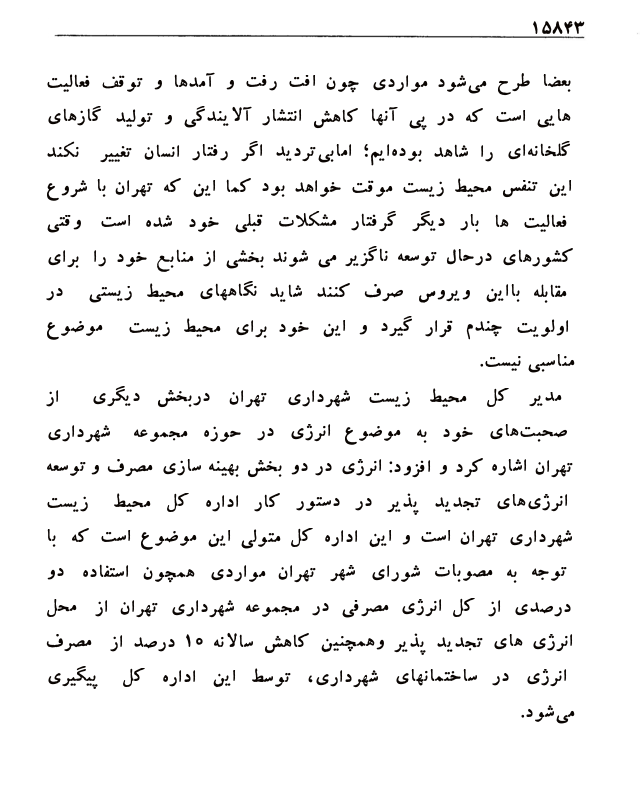 ۱۵۸۴۳
بعضا طرح می‌شود مواردی چون افت رفت و آمدها و توقف فعالیت
هایی است که در پی آنها کاهش انتشار آلایندگی و تولید گازهای
گلخانه‌ای را شاهد بوده‌ایم؛ امابی‌تردید اگر رفتار انسان تغییر نکند
این تنفس محیط زیست موقت خواهد بود کما این که تهران با شروع
فعالیت ها بار دیگر گرفتار مشکلات قبلی خود شده است وقتی
کشورهای درحال توسعه ناگزیر می شوند بخشی از منابع خود را برای
مقابله بااین ویروس صرف کنند شاید نگاههای محیط زیستی در
اولویت چندم قرار گیرد و این خود برای محیط زیست موضوع
مناسبی نیست.
مدیر کل محیط زیست شهرداری تهران دربخش دیگری از
صحبت‌های خود به موضوع انرژی در حوزه مجموعه شهرداری
تهران اشاره کرد و افزود: انرژی در دو بخش بهینه سازی مصرف و توسعه
انرژی‌های تجدید پذیر در دستور کار اداره کل محیط زیست
شهرداری تهران است و این اداره کل متولی این موضوع است که با
توجه به مصوبات شورای شهر تهران مواردی همچون استفاده دو
درصدی از کل انرژی مصرفی در مجموعه شهرداری تهران از محل
انرژی های تجدید پذیر وهمچنین کاهش سالانه ۱۰ درصد از مصرف
انرژی در ساختمانهای شهرداری، توسط این اداره کل پیگیری
می‌شود.